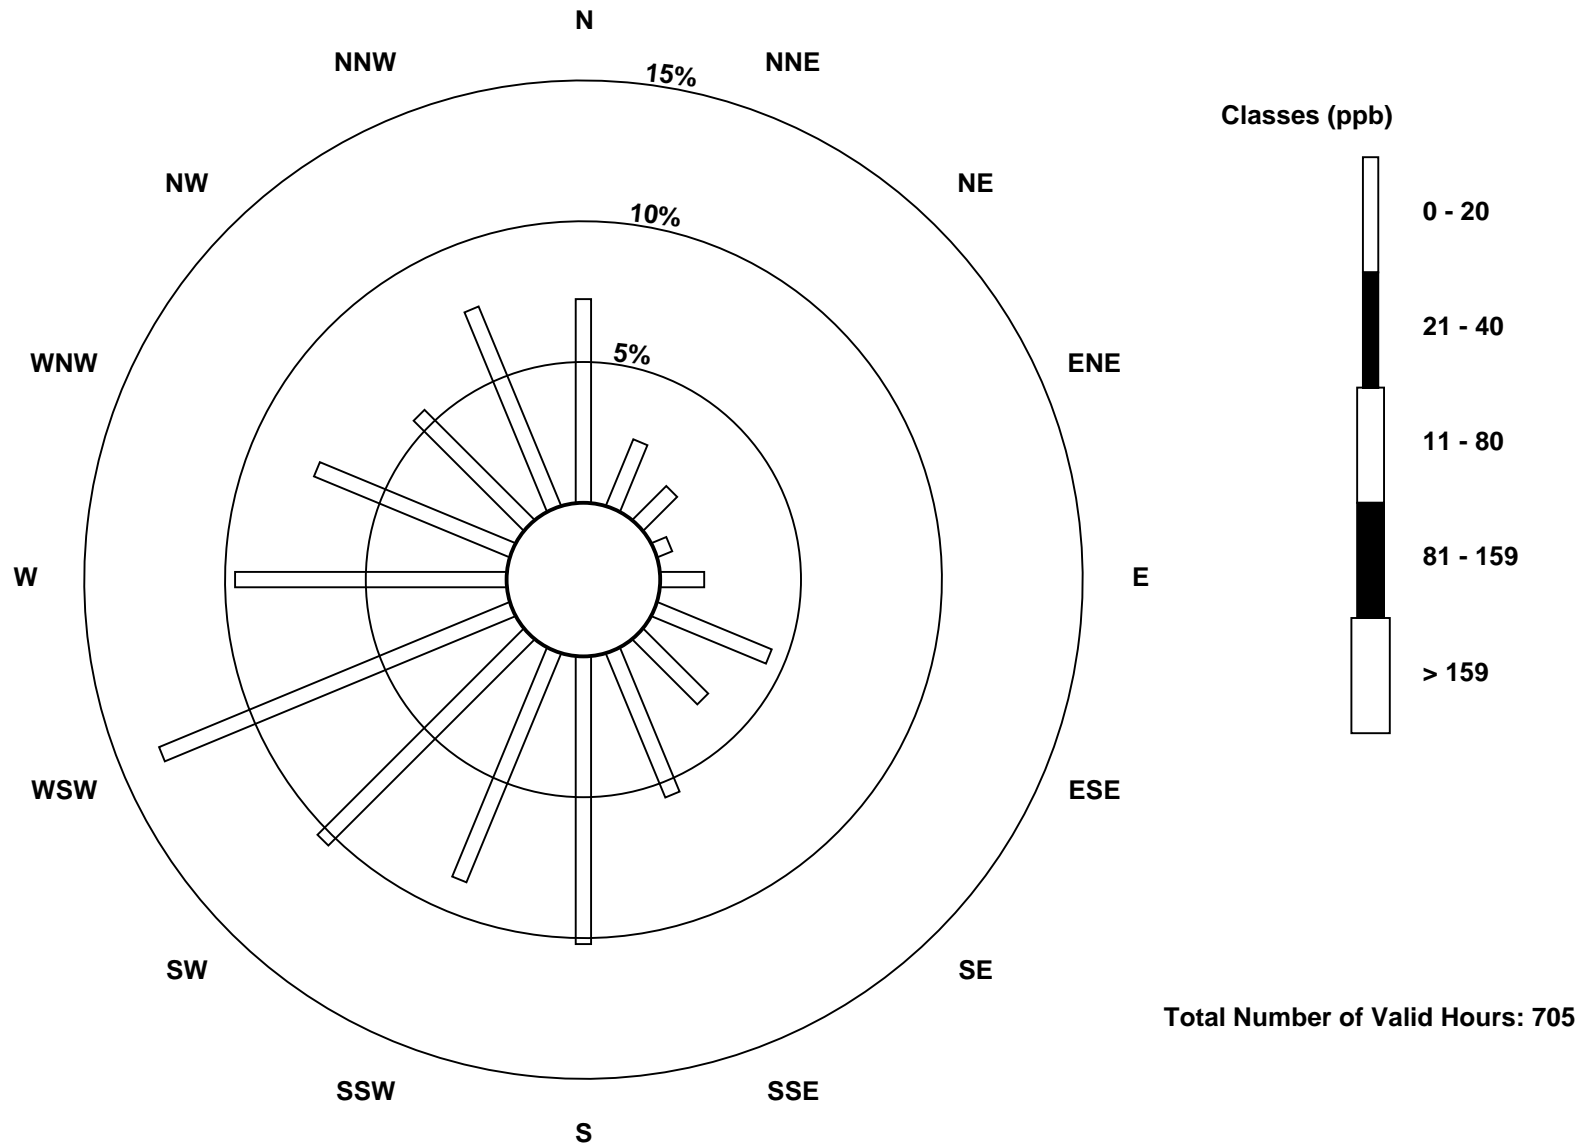 N
NNW
NNE
15%
Classes (ppb)
NW
NE
10%
0 - 20
21 - 40
5%
WNW
ENE
11 - 80
81 - 159
W
E
> 159
WSW
ESE
SW
SE
Total Number of Valid Hours: 705
SSW
SSE
S